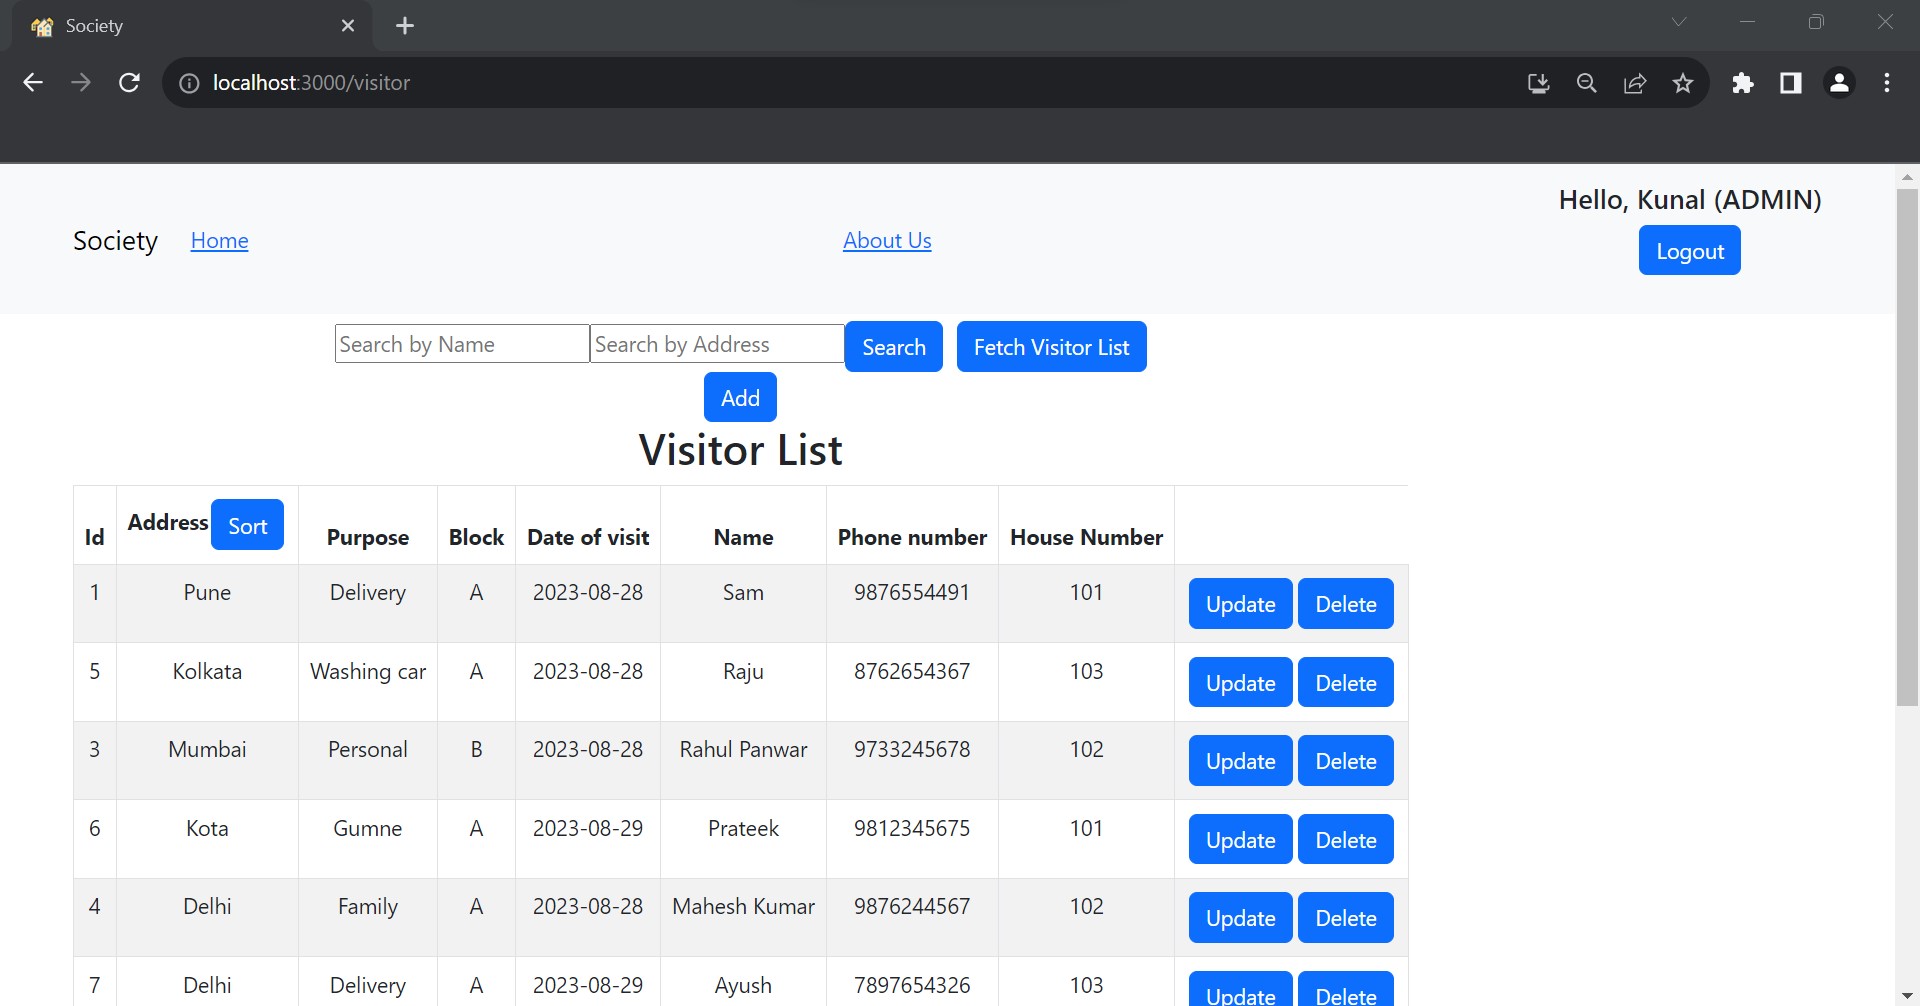 Society
localhost:3000/visitor
Hello, Kunal (ADMIN)
Society Home About Us
Logout
Search by Name Search by Address Search Fetch Visitor List
Add
Visitor List
Id Address Sort Purpose Block Date of visit Name Phone number House Number
1 Pune Delivery A 2023-08-28 Sam 9876554491 101 Update Delete
5 Kolkata Washing car A 2023-08-28 Raju 8762654367 103 Update Delete
3 Mumbai Personal B 2023-08-28 Rahul Panwar 9733245678 102 Update Delete
6 Kota Gumne A 2023-08-29 Prateek 9812345675 101 Update Delete
4 Delhi Family A 2023-08-28 Mahesh Kumar 9876244567 102 Update Delete
7 Delhi Delivery A 2023-08-29 Ayush 7897654326 103 Update Delete